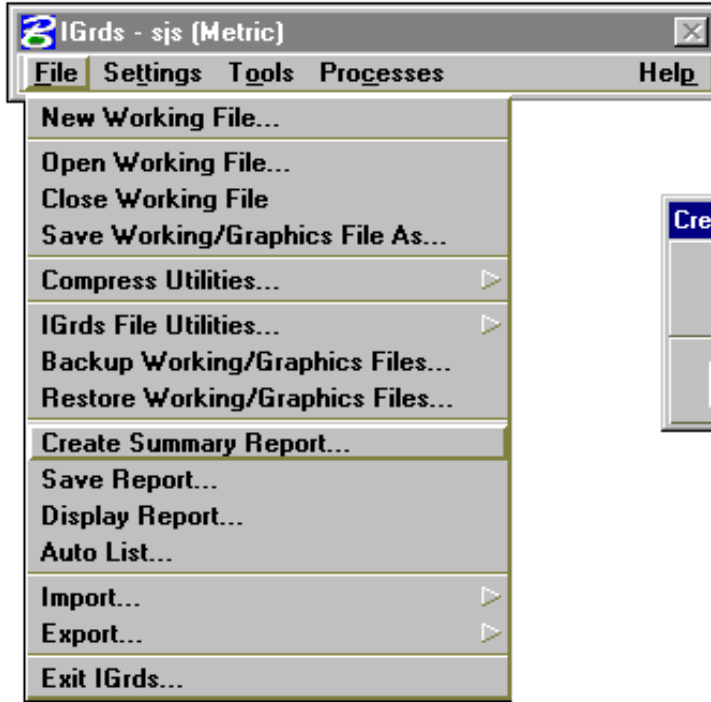 IGrds - sjs (Metric)
File Settings Tools Processes Help
New Working File...
Open Working File...
Close Working File
Save Working/Graphics File As...
Cre
Compress Utilities...
IGrds File Utilities...
Backup Working/Graphics Files...
Restore Working/Graphics Files...
Create Summary Report...
Save Report...
Display Report...
Auto List...
Import...
Export...
Exit IGrds...